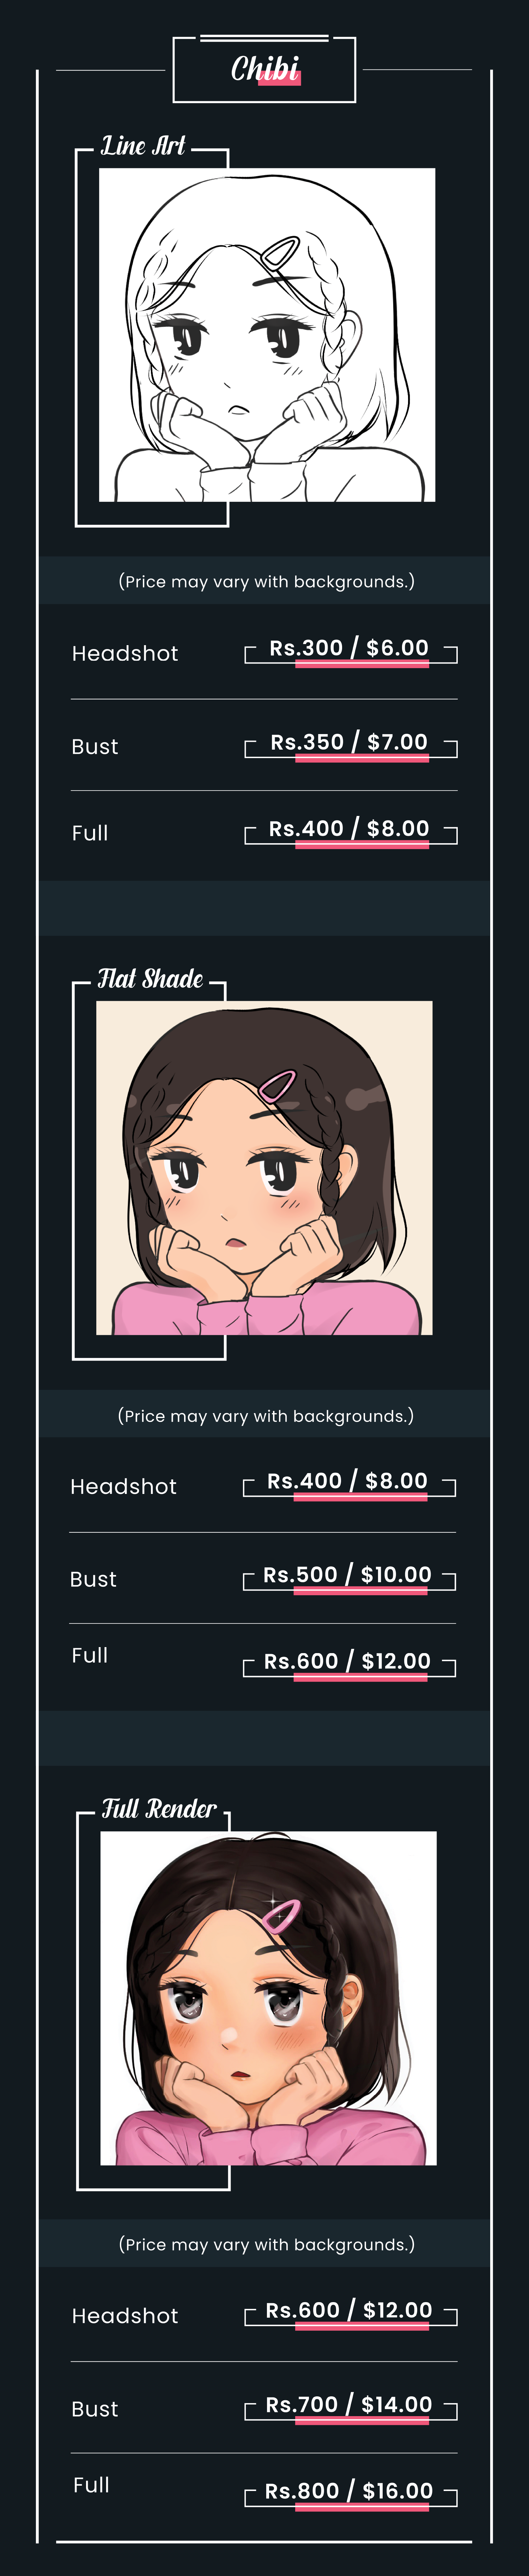 Chibi
Line Art
(Price may vary with backgrounds.)
Headshot Rs.300 / $6.00
Bust Rs.350 / $7.00
Full Rs.400 / $8.00
Flat Shade
(Price may vary with backgrounds.)
Headshot Rs.400 / $8.00
Bust Rs.500 / $10.00
Full Rs.600 / $12.00
Full Render
(Price may vary with backgrounds.)
Headshot Rs.600 / $12.00
Bust Rs.700 / $14.00
Full Rs.800 / $16.00